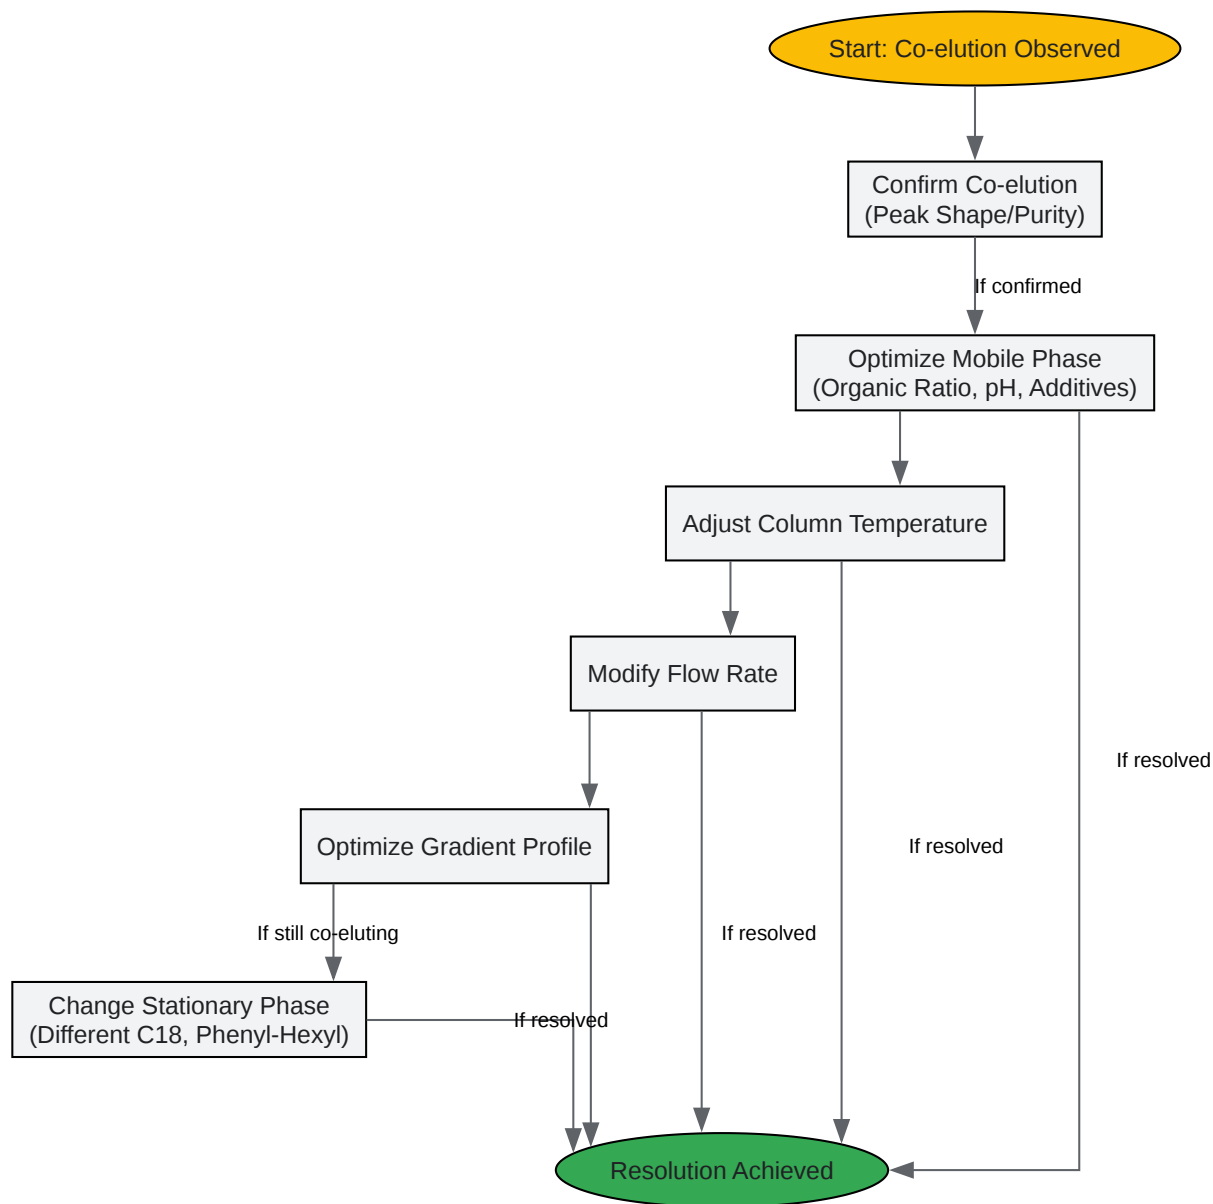 Start: Co-elution Observed
Confirm Co-elution
(Peak Shape/Purity)
If confirmed
Optimize Mobile Phase
(Organic Ratio, pH, Additives)
Adjust Column Temperature
Modify Flow Rate
If resolved
Optimize Gradient Profile
If resolved
If still co-eluting
If resolved
Change Stationary Phase
(Different C18, Phenyl-Hexyl)
If resolved
Resolution Achieved